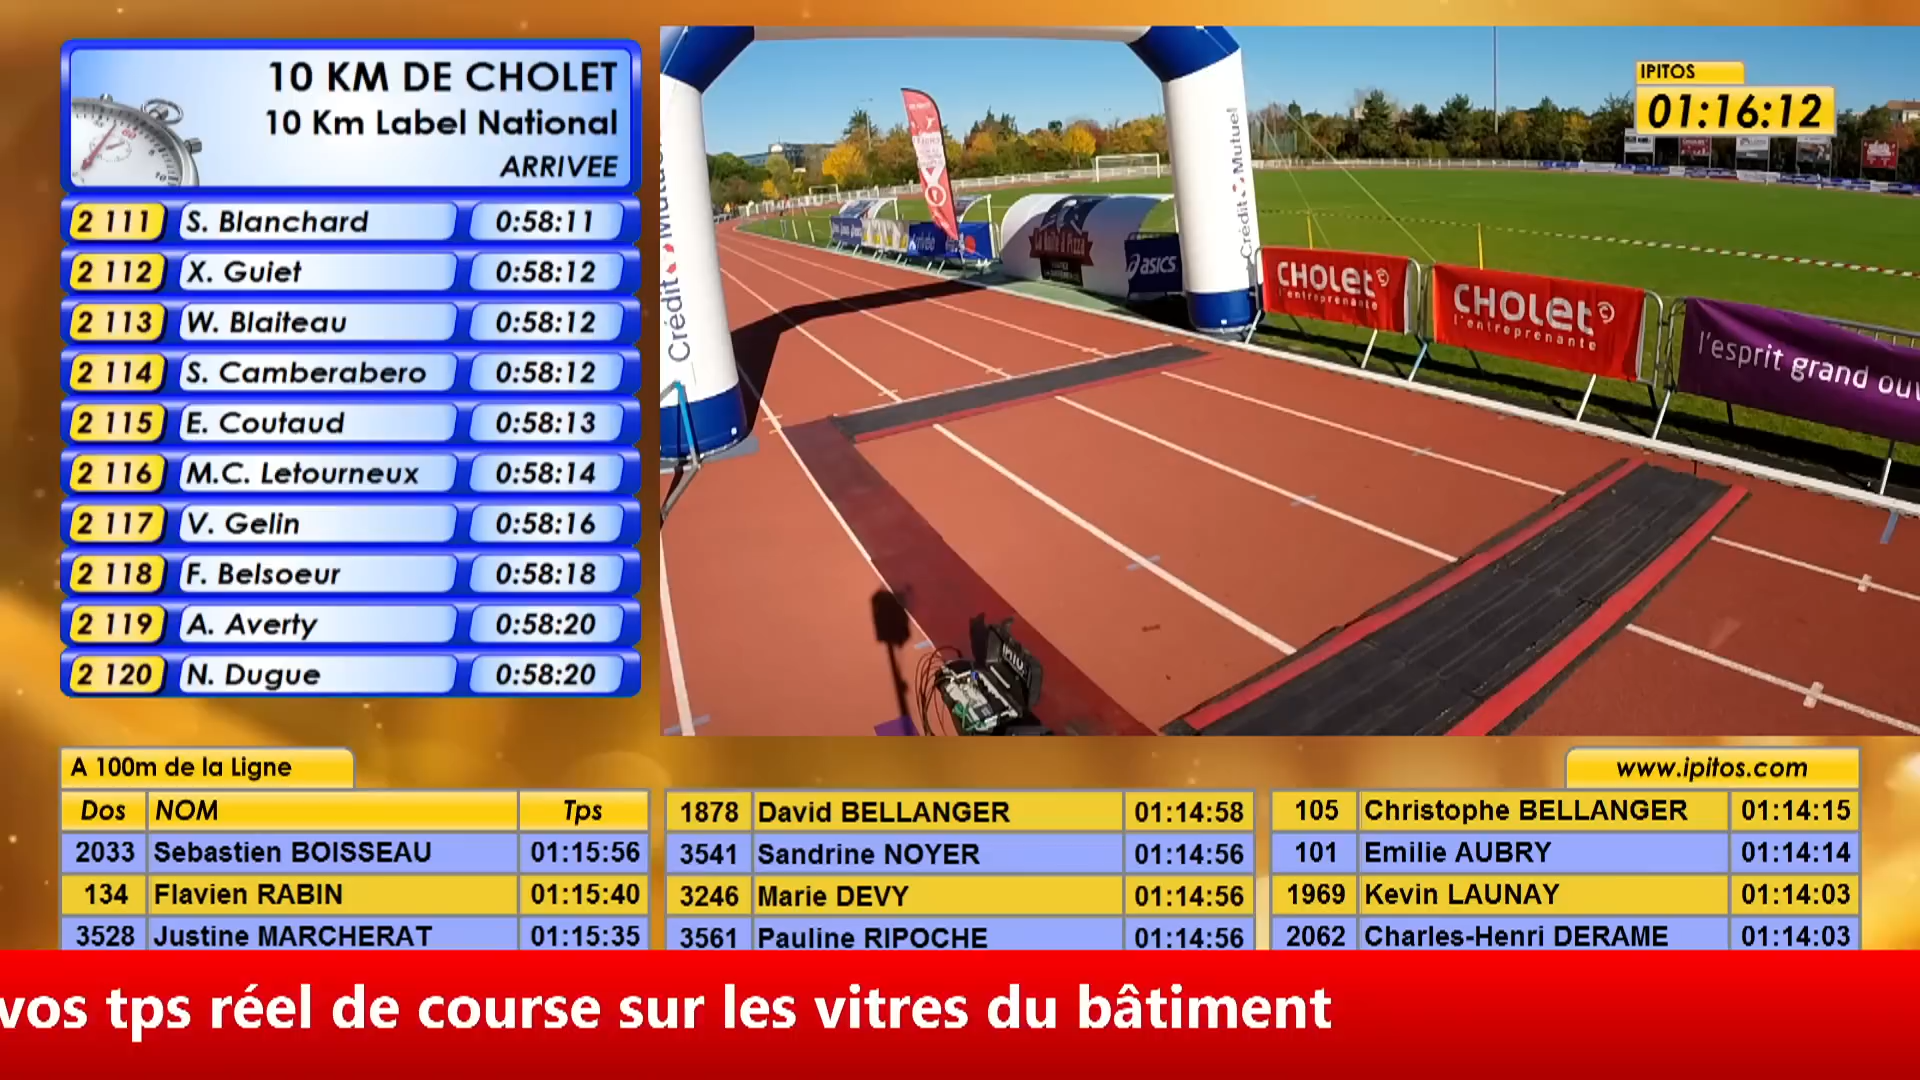 10 KM DE CHOLET
10 Km Label National
ARRIVEE
2 111 S. Blanchard 0:58:11
2 112 X. Guiet 0:58:12
2 113 W. Blaiteau 0:58:12
2 114 S. Camberabero 0:58:12
2 115 E. Coutaud 0:58:13
2 116 M.C. Letourneux 0:58:14
2 117 V. Gelin 0:58:16
2 118 F. Belsoeur 0:58:18
2 119 A. Averty 0:58:20
2 120 N. Dugue 0:58:20
IPITOS
01:16:12
Crédit Mutuel
Crédit Mutuel
asics
CHOLET
l'entreprenante
CHOLET
l'entreprenante
l'esprit grand
A 100m de la Ligne
www.ipitos.com
Dos NOM Tps
2033 Sebastien BOISSEAU 01:15:56
134 Flavien RABIN 01:15:40
3528 Justine MARCHERAT 01:15:35
1878 David BELLANGER 01:14:58
3541 Sandrine NOYER 01:14:56
3246 Marie DEVY 01:14:56
3561 Pauline RIPOCHE 01:14:56
105 Christophe BELLANGER 01:14:15
101 Emilie AUBRY 01:14:14
1969 Kevin LAUNAY 01:14:03
2062 Charles-Henri DERAME 01:14:03
vos tps réel de course sur les vitres du bâtiment